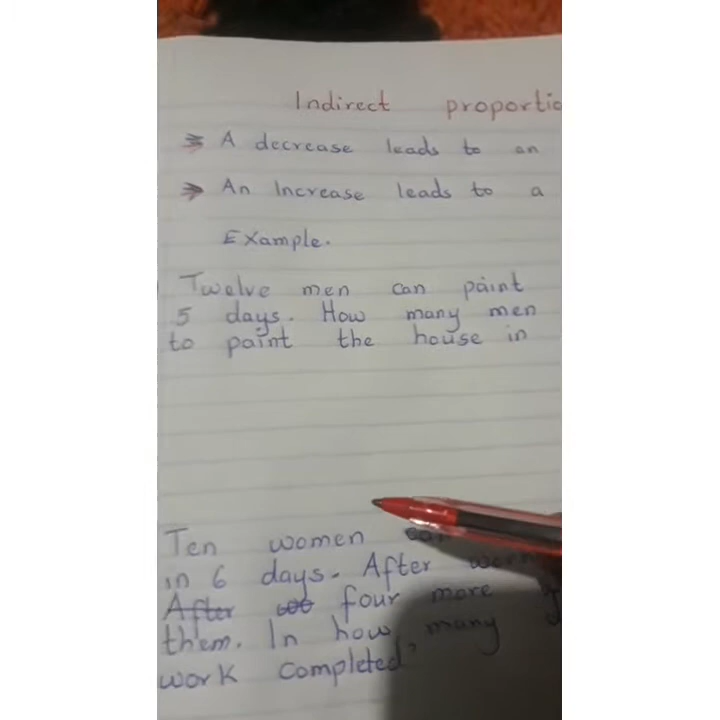 Indirect proportio
⇒ A decrease leads to an
⇒ An Increase leads to a
Example.
Twelve men can paint
5 days. How many men
to paint the house in
Ten women can
in 6 days. After
After four more
them. In how many
work completed?